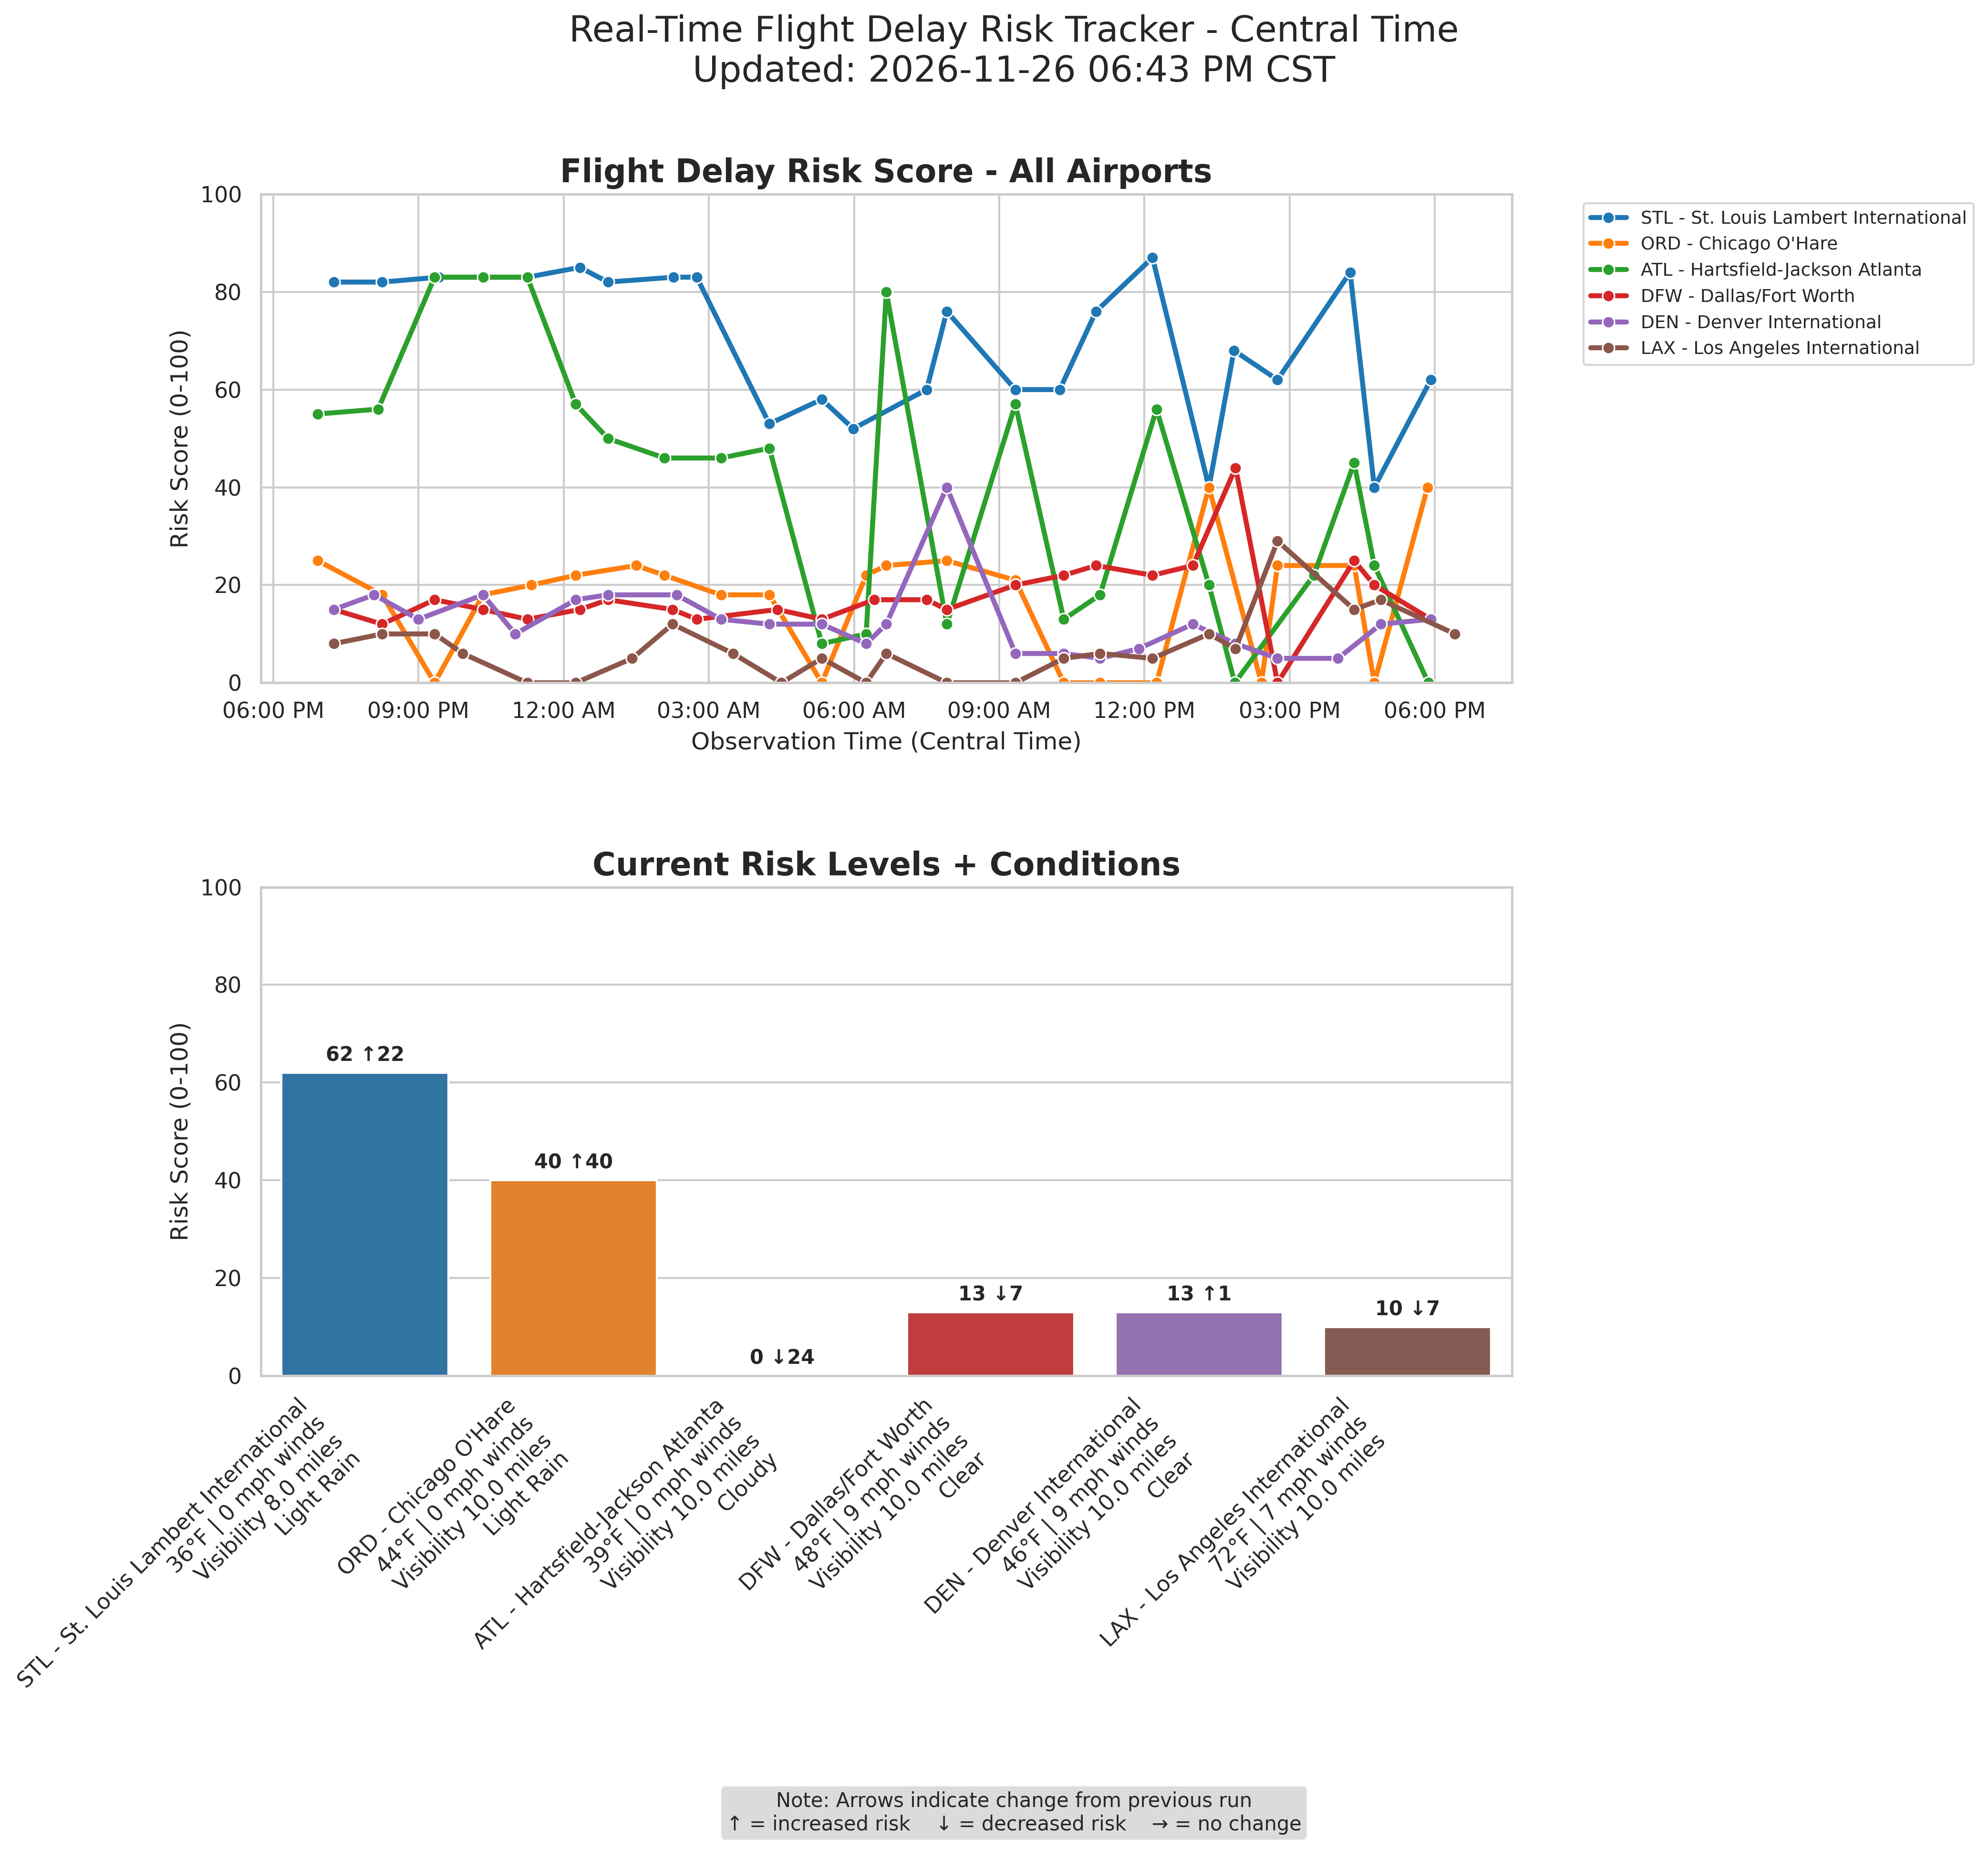 Real-Time Flight Delay Risk Tracker - Central Time
Updated: 2026-11-26 06:43 PM CST
Flight Delay Risk Score - All Airports
Risk Score (0-100)
100
80
60
40
20
0
06:00 PM
09:00 PM
12:00 AM
03:00 AM
06:00 AM
09:00 AM
12:00 PM
03:00 PM
06:00 PM
Observation Time (Central Time)
STL - St. Louis Lambert International
ORD - Chicago O'Hare
ATL - Hartsfield-Jackson Atlanta
DFW - Dallas/Fort Worth
DEN - Denver International
LAX - Los Angeles International
Current Risk Levels + Conditions
Risk Score (0-100)
100
80
60
40
20
0
62 ↑22
40 ↑40
0 ↓24
13 ↓7
13 ↑1
10 ↓7
STL - St. Louis Lambert International
36°F | 0 mph winds
Visibility 8.0 miles
Light Rain
ORD - Chicago O'Hare
44°F | 0 mph winds
Visibility 10.0 miles
Light Rain
ATL - Hartsfield-Jackson Atlanta
39°F | 0 mph winds
Visibility 10.0 miles
Cloudy
DFW - Dallas/Fort Worth
48°F | 9 mph winds
Visibility 10.0 miles
Clear
DEN - Denver International
46°F | 9 mph winds
Visibility 10.0 miles
Clear
LAX - Los Angeles International
72°F | 7 mph winds
Visibility 10.0 miles
Note: Arrows indicate change from previous run
↑ = increased risk ↓ = decreased risk → = no change